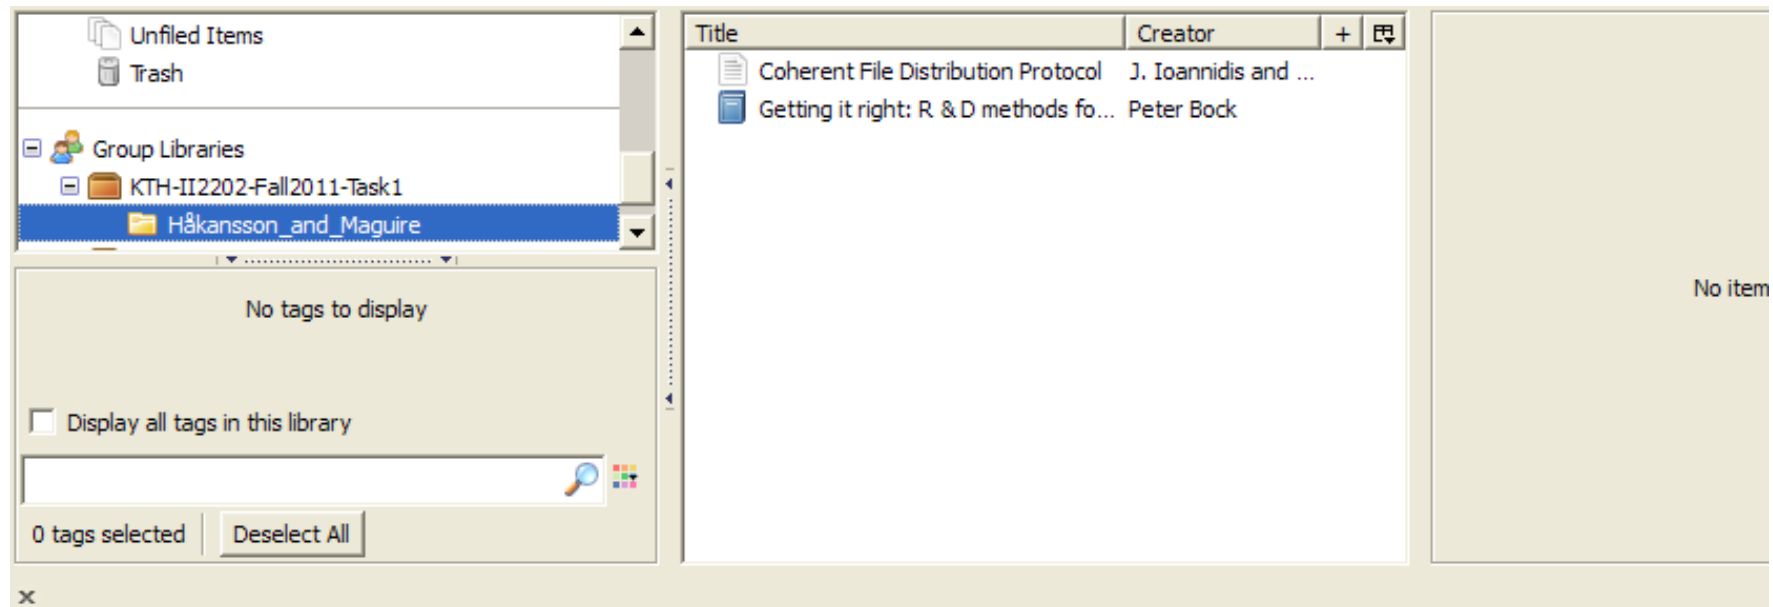 Unfiled Items
Trash
Group Libraries
KTH-II2202-Fall2011-Task1
Håkansson_and_Maguire
No tags to display
Display all tags in this library
0 tags selected
Deselect All
Title Creator +
Coherent File Distribution Protocol J. Ioannidis and ...
Getting it right: R & D methods fo... Peter Bock
No item
x